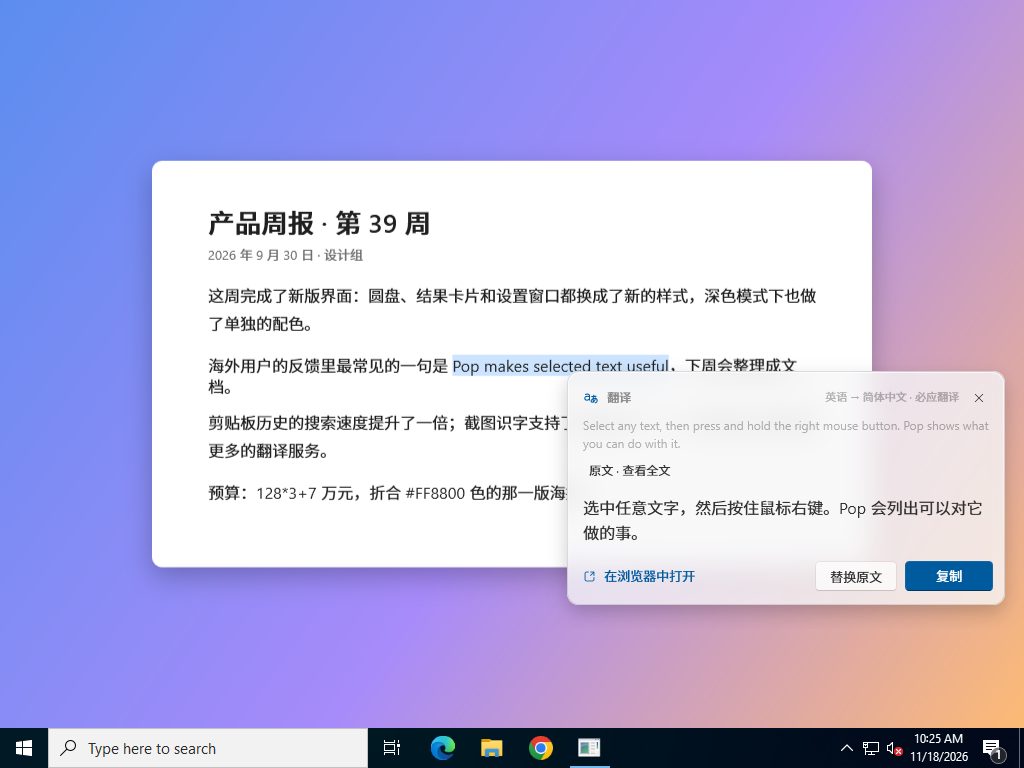 产品周报 · 第 39 周
2026 年 9 月 30 日 · 设计组
这周完成了新版界面：圆盘、结果卡片和设置窗口都换成了新的样式，深色模式下也做
了单独的配色。
海外用户的反馈里最常见的一句是 Pop makes selected text useful，下周会整理成文
档。
剪贴板历史的搜索速度提升了一倍；截图识字支持了
更多的翻译服务。
预算：128*3+7 万元，折合 #FF8800 色的那一版海
翻译
英语 → 简体中文 · 必应翻译
Select any text, then press and hold the right mouse button. Pop shows what
you can do with it.
原文 · 查看全文
选中任意文字，然后按住鼠标右键。Pop 会列出可以对它
做的事。
在浏览器中打开
替换原文
复制
Type here to search
10:25 AM
11/18/2026
1